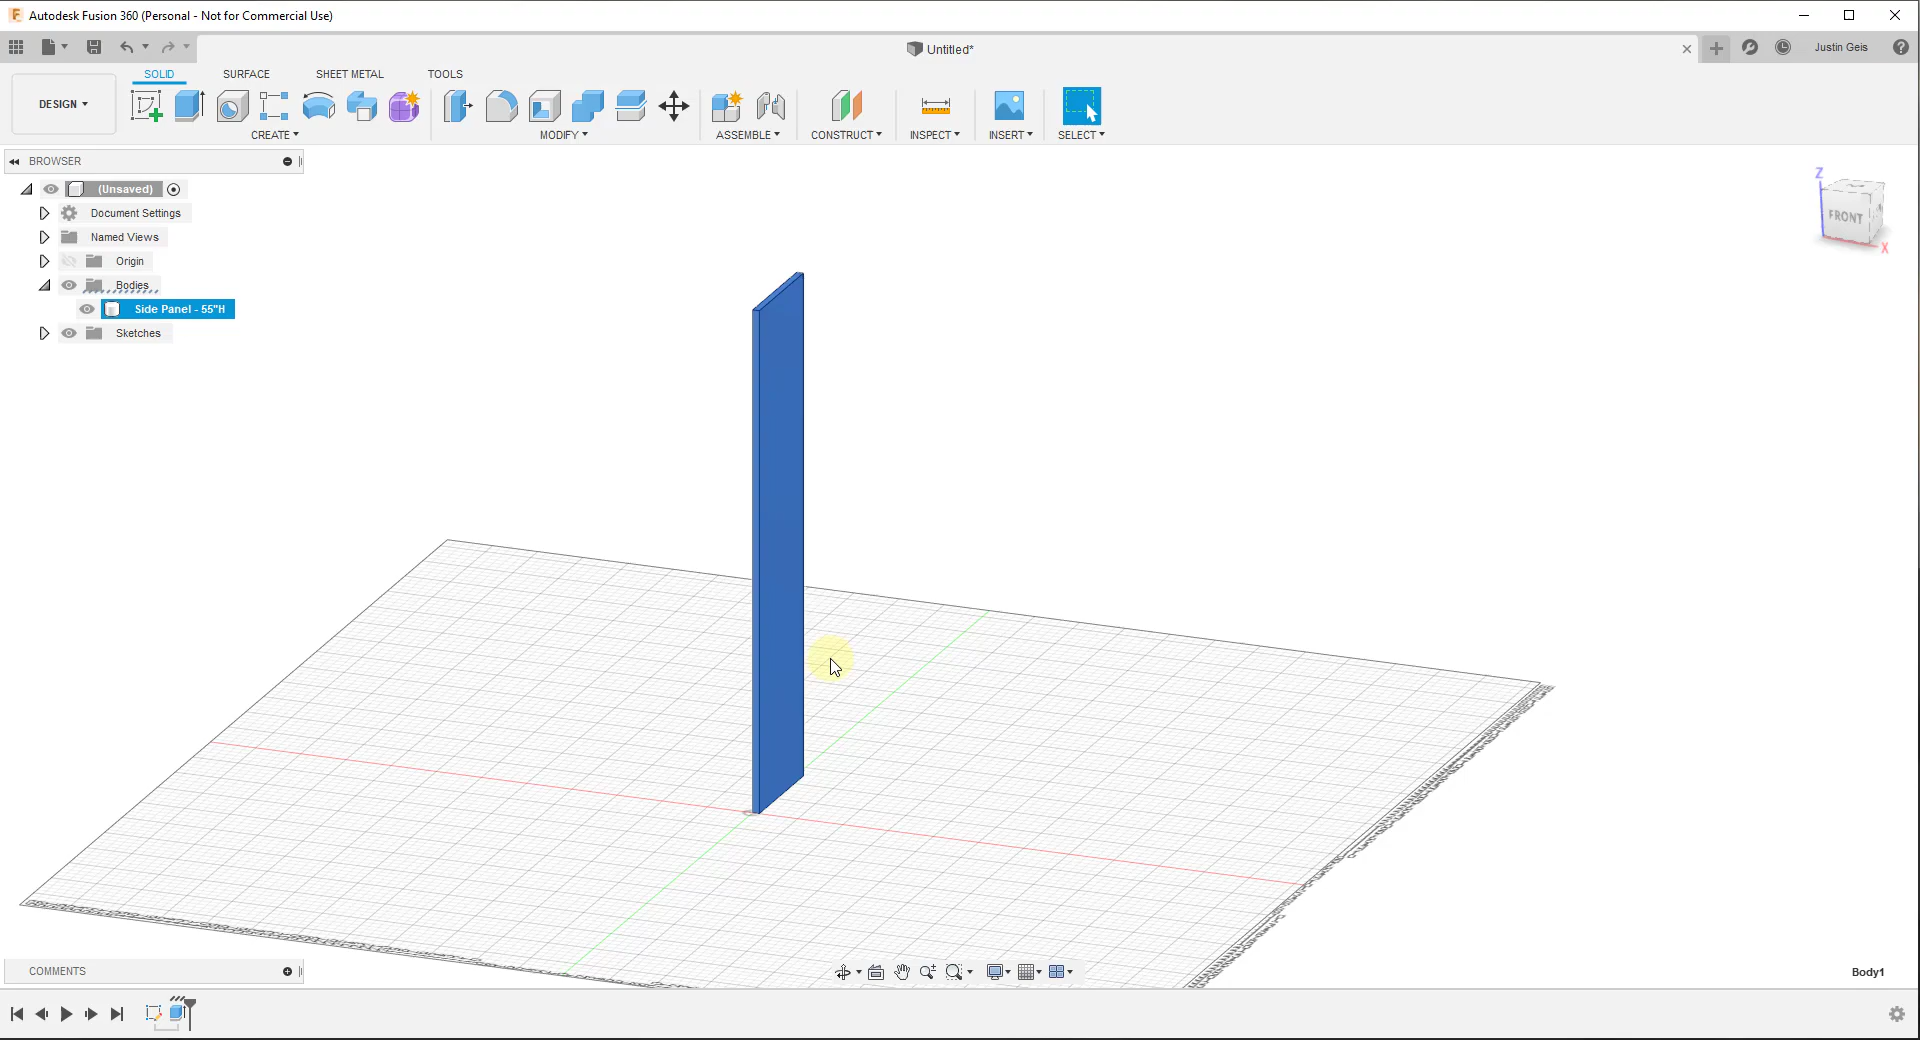 Autodesk Fusion 360 (Personal - Not for Commercial Use)
Untitled*
Justin Geis
SOLID
SURFACE
SHEET METAL
TOOLS
DESIGN
CREATE
MODIFY
ASSEMBLE
CONSTRUCT
INSPECT
INSERT
SELECT
BROWSER
(Unsaved)
Document Settings
Named Views
Origin
Bodies
Side Panel - 55"H
Sketches
Z
FRONT
X
COMMENTS
Body1